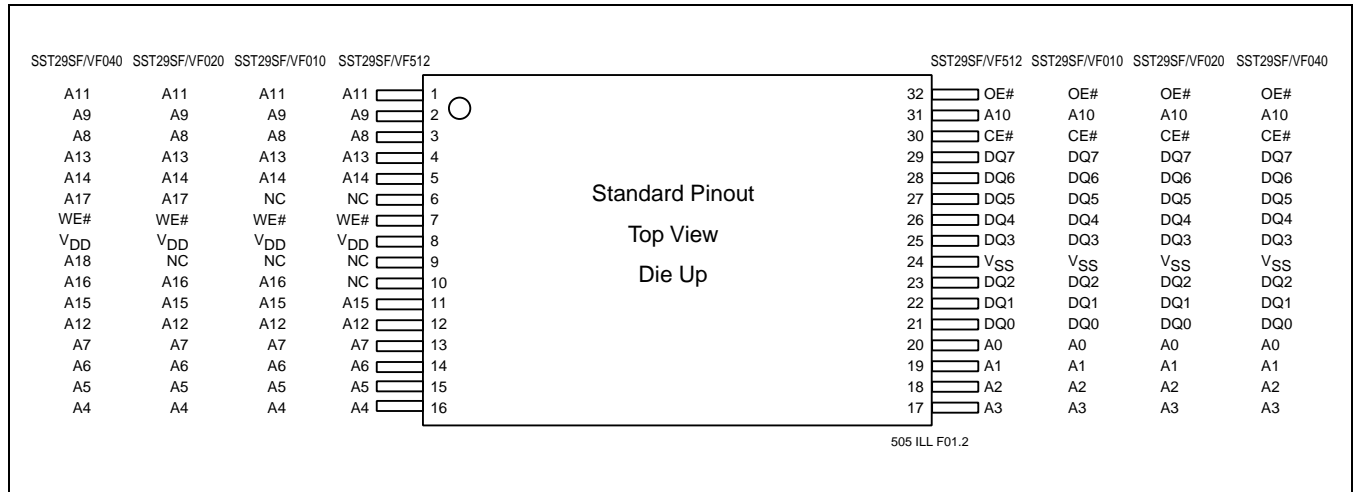 SST29SF/VF040 SST29SF/VF020 SST29SF/VF010 SST29SF/VF512 SST29SF/VF512 SST29SF/VF010 SST29SF/VF020 SST29SF/VF040
A11 A11 A11 A11 1 32 OE# OE# OE# OE#
A9 A9 A9 A9 2 31 A10 A10 A10 A10
A8 A8 A8 A8 3 30 CE# CE# CE# CE#
A13 A13 A13 A13 4 29 DQ7 DQ7 DQ7 DQ7
A14 A14 A14 A14 5 28 DQ6 DQ6 DQ6 DQ6
A17 A17 NC NC 6 Standard Pinout 27 DQ5 DQ5 DQ5 DQ5
WE# WE# WE# WE# 7 26 DQ4 DQ4 DQ4 DQ4
VDD VDD VDD VDD 8 Top View 25 DQ3 DQ3 DQ3 DQ3
A18 NC NC NC 9 24 VSS VSS VSS VSS
A16 A16 A16 NC 10 Die Up 23 DQ2 DQ2 DQ2 DQ2
A15 A15 A15 A15 11 22 DQ1 DQ1 DQ1 DQ1
A12 A12 A12 A12 12 21 DQ0 DQ0 DQ0 DQ0
A7 A7 A7 A7 13 20 A0 A0 A0 A0
A6 A6 A6 A6 14 19 A1 A1 A1 A1
A5 A5 A5 A5 15 18 A2 A2 A2 A2
A4 A4 A4 A4 16 17 A3 A3 A3 A3
505 ILL F01.2